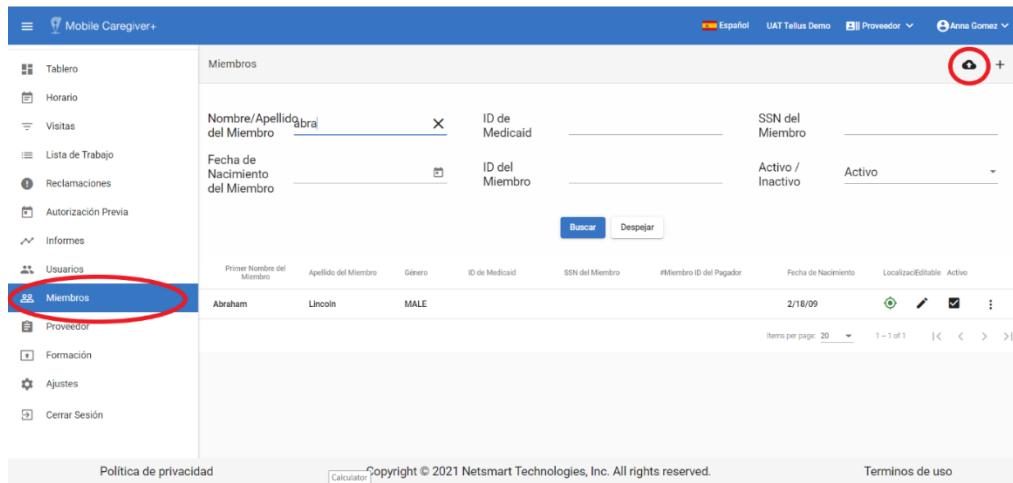 Mobile Caregiver+ Español UAT Tellus Demo Proveedor Anna Gomez
Tablero
Horario
Visitas
Lista de Trabajo
Reclamaciones
Autorización Previa
Informes
Usuarios
Miembros
Proveedor
Formación
Ajustes
Cerrar Sesión
Miembros
Nombre/Apellido
del Miembro
abra
ID de
Medicaid
SSN del
Miembro
Fecha de
Nacimiento
del Miembro
ID del
Miembro
Activo /
Inactivo
Activo
Buscar Despejar
Primer Nombre del
Miembro
Apellido del Miembro Género ID de Medicaid SSN del Miembro #Miembro ID del Pagador Fecha de Nacimiento Localizaci Editable Activo
Abraham Lincoln MALE 2/18/09
Items per page: 20 1 – 1 of 1
Política de privacidad Copyright © 2021 Netsmart Technologies, Inc. All rights reserved. Terminos de uso
Calculator